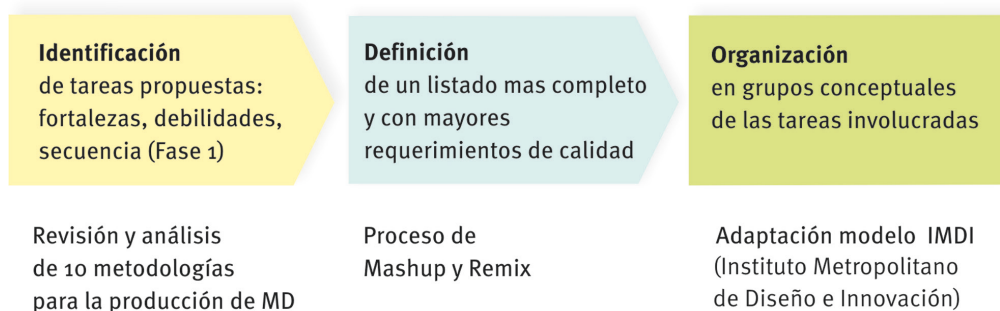 Identificación
de tareas propuestas:
fortalezas, debilidades,
secuencia (Fase 1)
Definición
de un listado mas completo
y con mayores
requerimientos de calidad
Organización
en grupos conceptuales
de las tareas involucradas
Revisión y análisis
de 10 metodologías
para la producción de MD
Proceso de
Mashup y Remix
Adaptación modelo IMDI
(Instituto Metropolitano
de Diseño e Innovación)